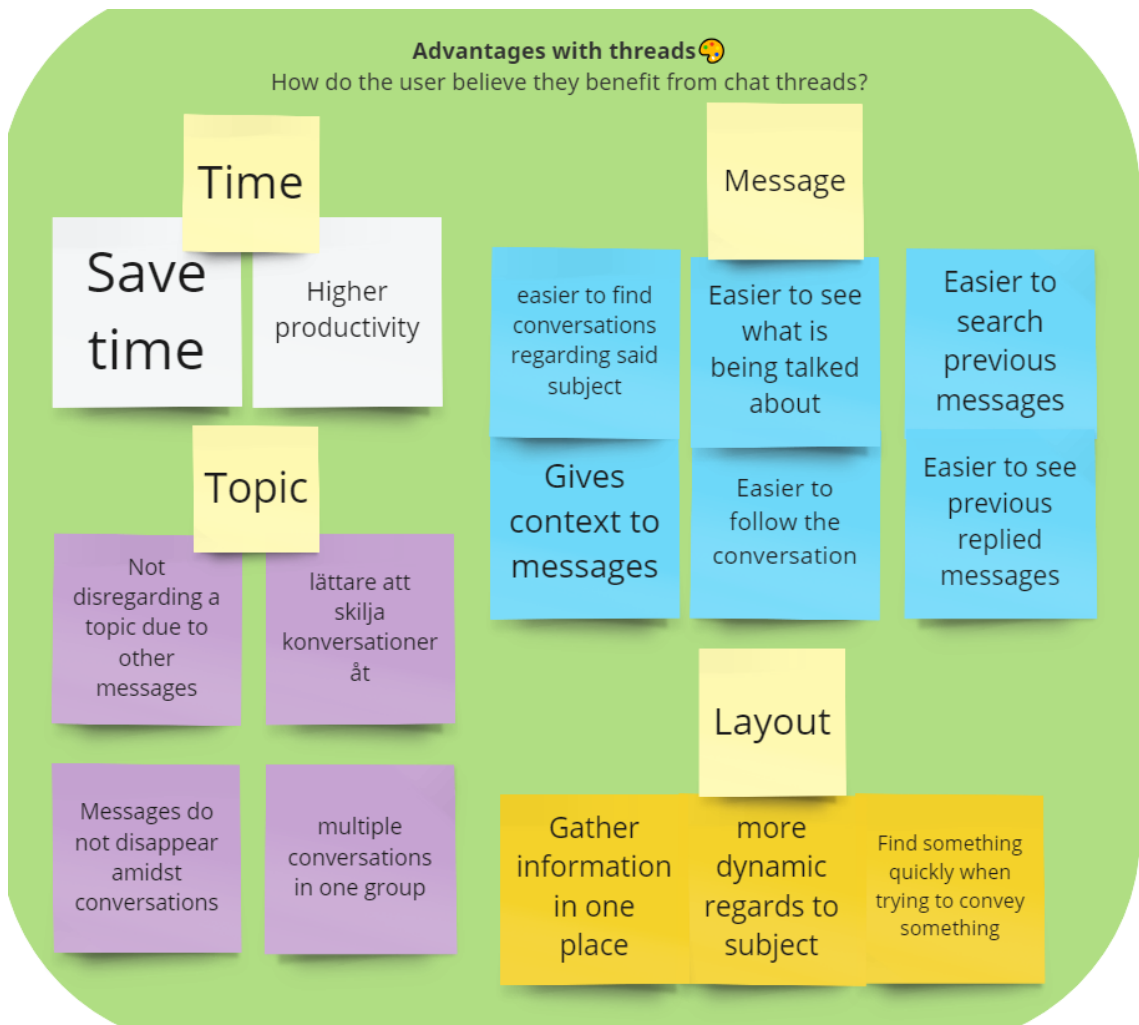 Advantages with threads🎨
How do the user believe they benefit from chat threads?
Time
Save
time
Higher
productivity
Topic
Not
disregarding a
topic due to
other
messages
lättare att
skilja
konversationer
åt
Messages do
not disappear
amidst
conversations
multiple
conversations
in one group
Message
easier to find
conversations
regarding said
subject
Easier to see
what is
being talked
about
Easier to
search
previous
messages
Gives
context to
messages
Easier to
follow the
conversation
Easier to see
previous
replied
messages
Layout
Gather
information
in one
place
more
dynamic
regards to
subject
Find something
quickly when
trying to convey
something